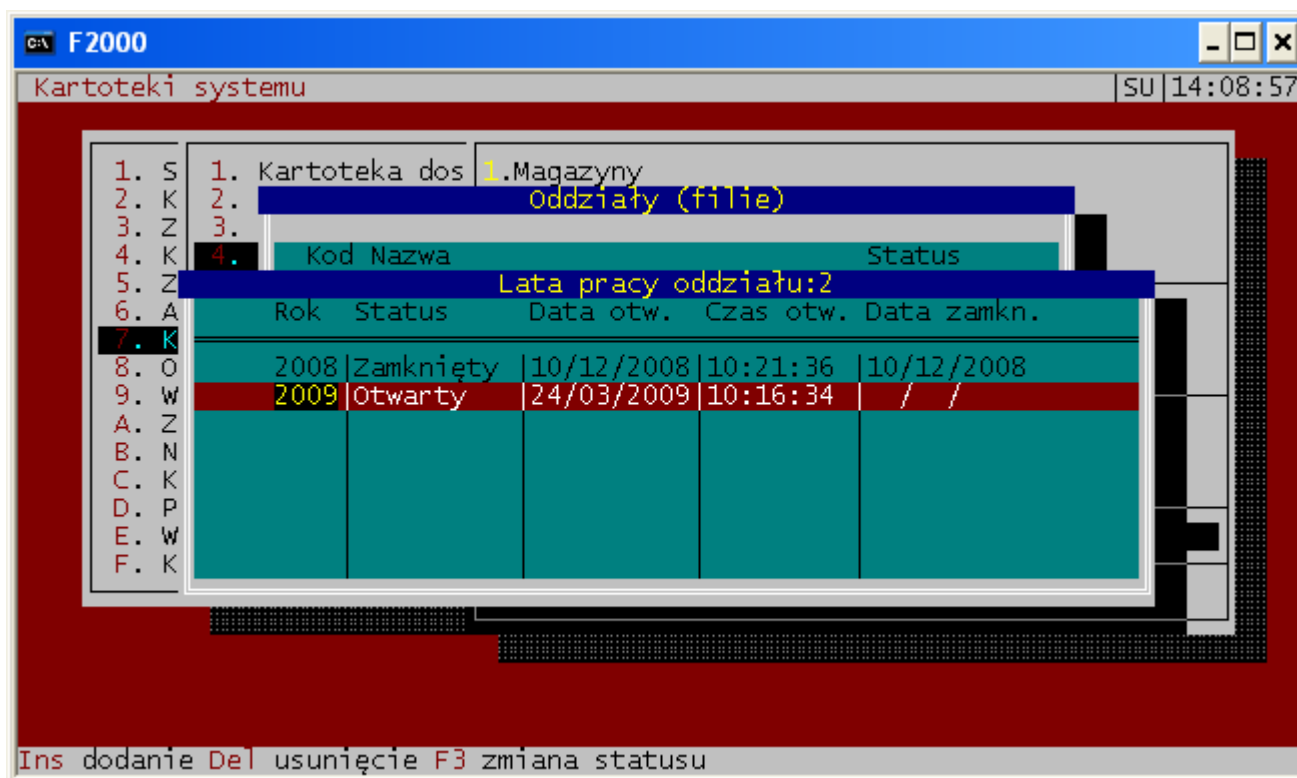 F2000
Kartoteki systemu |SU|14:08:57
1. S 1. Kartoteka dos 1.Magazyny
2. K 2. Oddziały (filie)
3. Z 3.
4. K 4. Kod Nazwa Status
5. Z Lata pracy oddziału:2
6. A Rok Status Data otw. Czas otw. Data zamkn.
7. K
8. O 2008|Zamknięty |10/12/2008|10:21:36 |10/12/2008
9. W 2009|Otwarty |24/03/2009|10:16:34 | / /
A. Z
B. N
C. K
D. P
E. W
F. K
Ins dodanie Del usunięcie F3 zmiana statusu